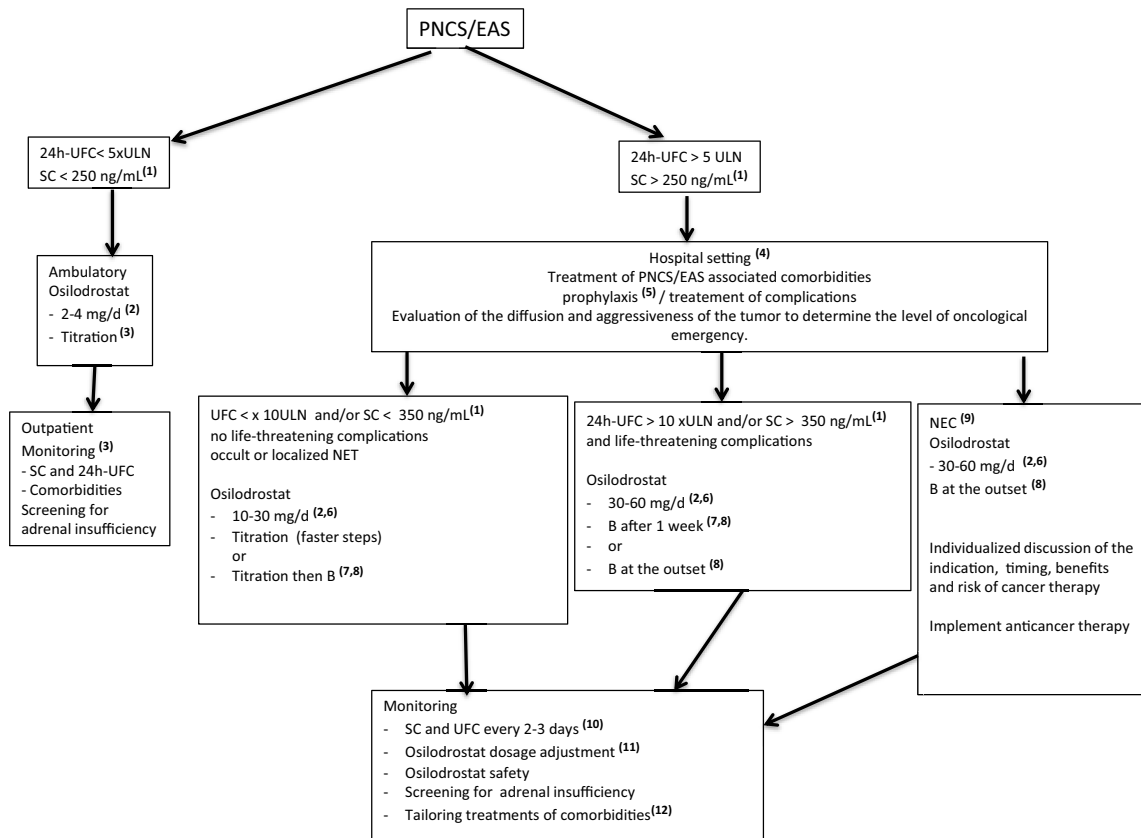 PNCS/EAS
24h-UFC< 5xULN
SC < 250 ng/mL(1)
24h-UFC > 5 ULN
SC > 250 ng/mL(1)
Ambulatory
Osilodrostat
- 2-4 mg/d (2)
- Titration (3)
Hospital setting (4)
Treatment of PNCS/EAS associated comorbidities
prophylaxis (5) / treatement of complications
Evaluation of the diffusion and aggressiveness of the tumor to determine the level of oncological
emergency.
Outpatient
Monitoring (3)
- SC and 24h-UFC
- Comorbidities
Screening for
adrenal insufficiency
UFC < x 10ULN and/or SC < 350 ng/mL(1)
no life-threatening complications
occult or localized NET
Osilodrostat
- 10-30 mg/d (2,6)
- Titration (faster steps)
or
- Titration then B (7,8)
24h-UFC > 10 xULN and/or SC > 350 ng/mL(1)
and life-threatening complications
Osilodrostat
- 30-60 mg/d (2,6)
- B after 1 week (7,8)
- or
- B at the outset (8)
NEC (9)
Osilodrostat
- 30-60 mg/d (2,6)
B at the outset (8)
Individualized discussion of the
indication, timing, benefits
and risk of cancer therapy
Implement anticancer therapy
Monitoring
- SC and UFC every 2-3 days (10)
- Osilodrostat dosage adjustment (11)
- Osilodrostat safety
- Screening for adrenal insufficiency
- Tailoring treatments of comorbidities(12)